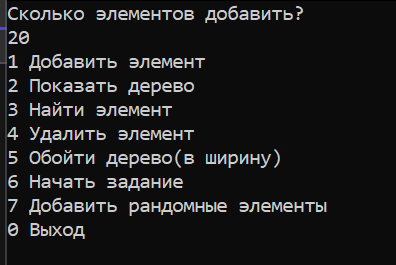 Сколько элементов добавить?
20
1 Добавить элемент
2 Показать дерево
3 Найти элемент
4 Удалить элемент
5 Обойти дерево(в ширину)
6 Начать задание
7 Добавить рандомные элементы
0 Выход